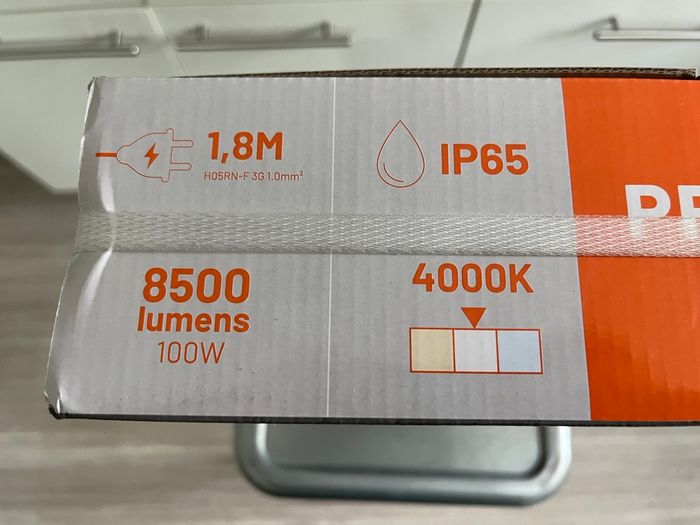 1,8M
H05RN-F 3G 1.0mm²
IP65
8500
lumens
100W
4000K